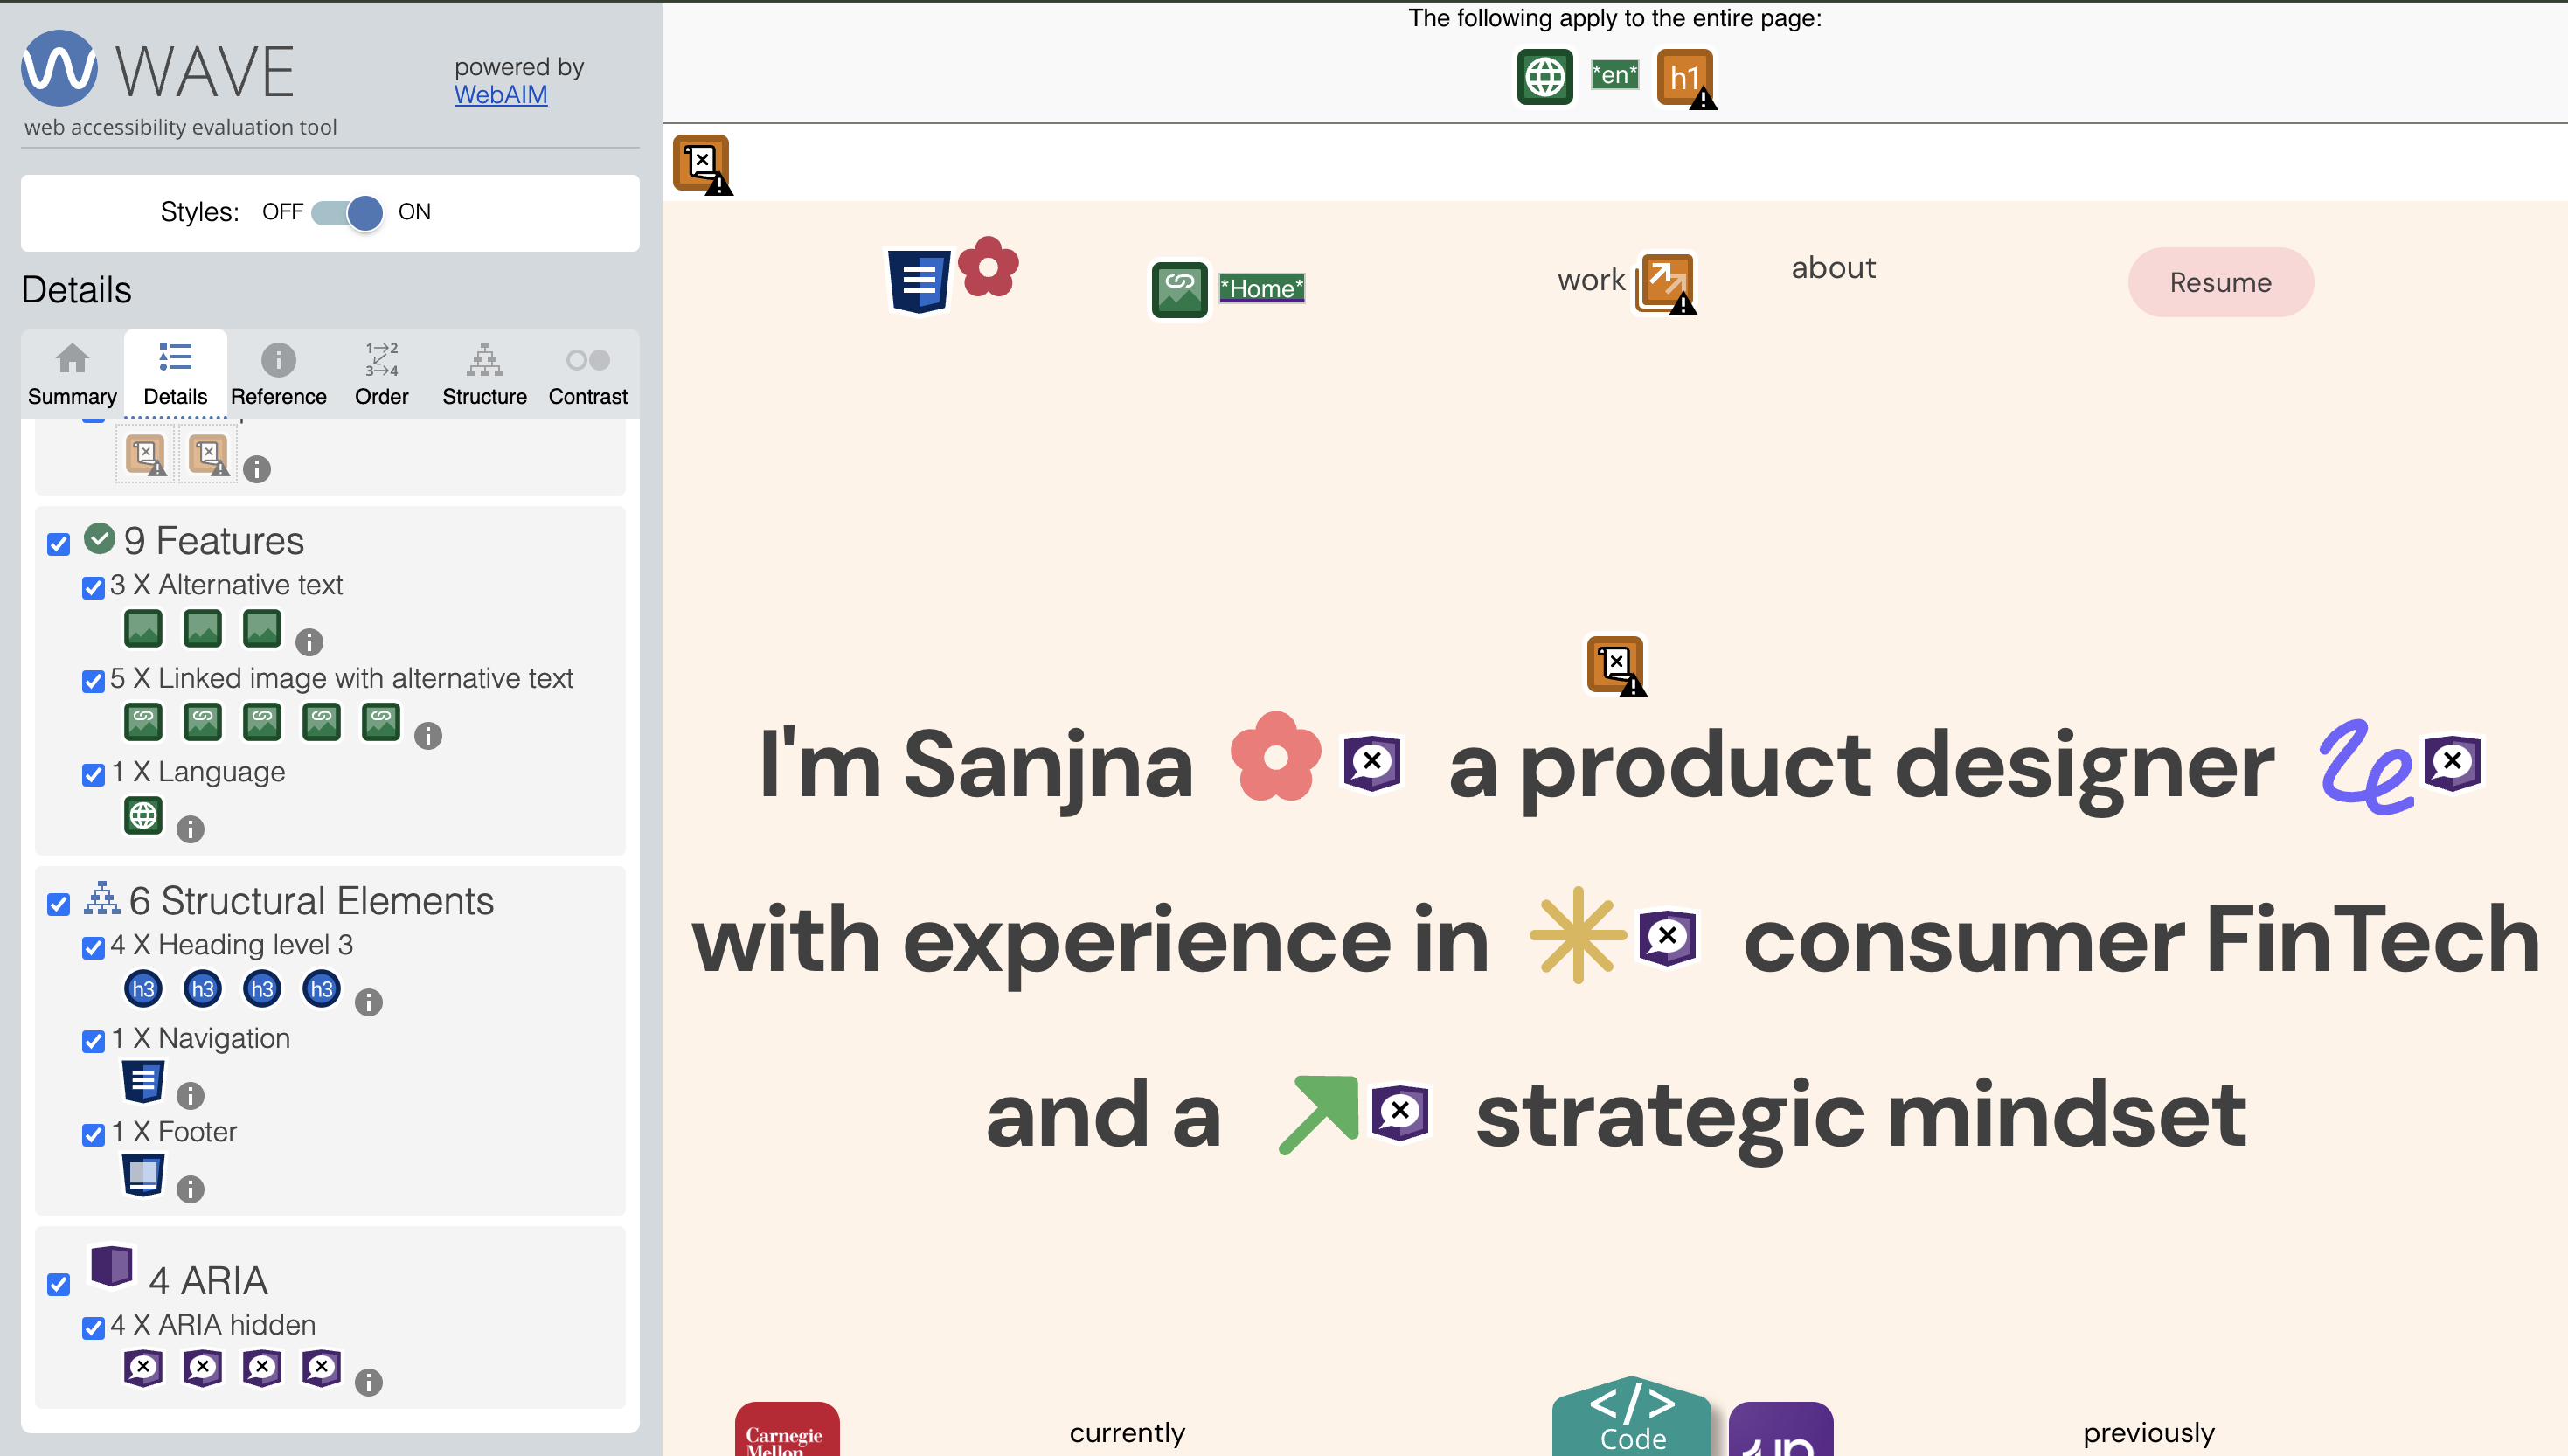 WAVE
powered by
WebAIM
web accessibility evaluation tool
Styles: OFF ON
Details
Summary
Details
Reference
1→2
3→4
Order
Structure
Contrast
9 Features
3 X Alternative text
5 X Linked image with alternative text
1 X Language
6 Structural Elements
4 X Heading level 3
h3 h3 h3 h3
1 X Navigation
1 X Footer
4 ARIA
4 X ARIA hidden
The following apply to the entire page:
*en* h1
*Home*
work
about
Resume
I'm Sanjna a product designer
with experience in consumer FinTech
and a strategic mindset
Carnegie
Mellon
currently
</>
Code
previously